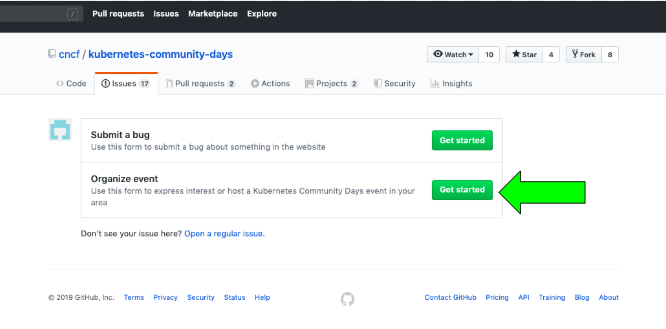 /
Pull requests Issues Marketplace Explore
cncf / kubernetes-community-days
Watch 10 Star 4 Fork 8
Code Issues 17 Pull requests 2 Actions Projects 2 Security Insights
Submit a bug
Use this form to submit a bug about something in the website
Get started
Organize event
Use this form to express interest or host a Kubernetes Community Days event in your
area
Get started
Don't see your issue here? Open a regular issue.
© 2019 GitHub, Inc. Terms Privacy Security Status Help
Contact GitHub Pricing API Training Blog About